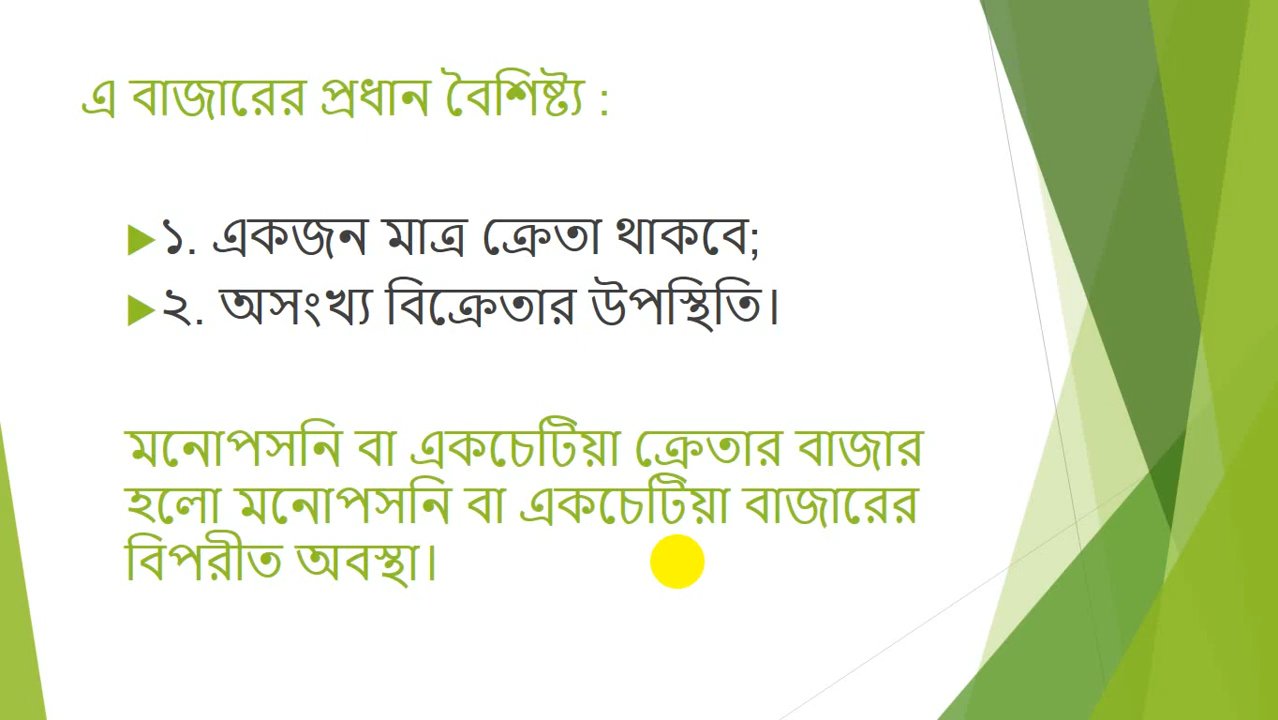 এ বাজারের প্রধান বৈশিষ্ট্য :
১. একজন মাত্র ক্রেতা থাকবে;
২. অসংখ্য বিক্রেতার উপস্থিতি।
মনোপসনি বা একচেটিয়া ক্রেতার বাজার
হলো মনোপসনি বা একচেটিয়া বাজারের
বিপরীত অবস্থা।